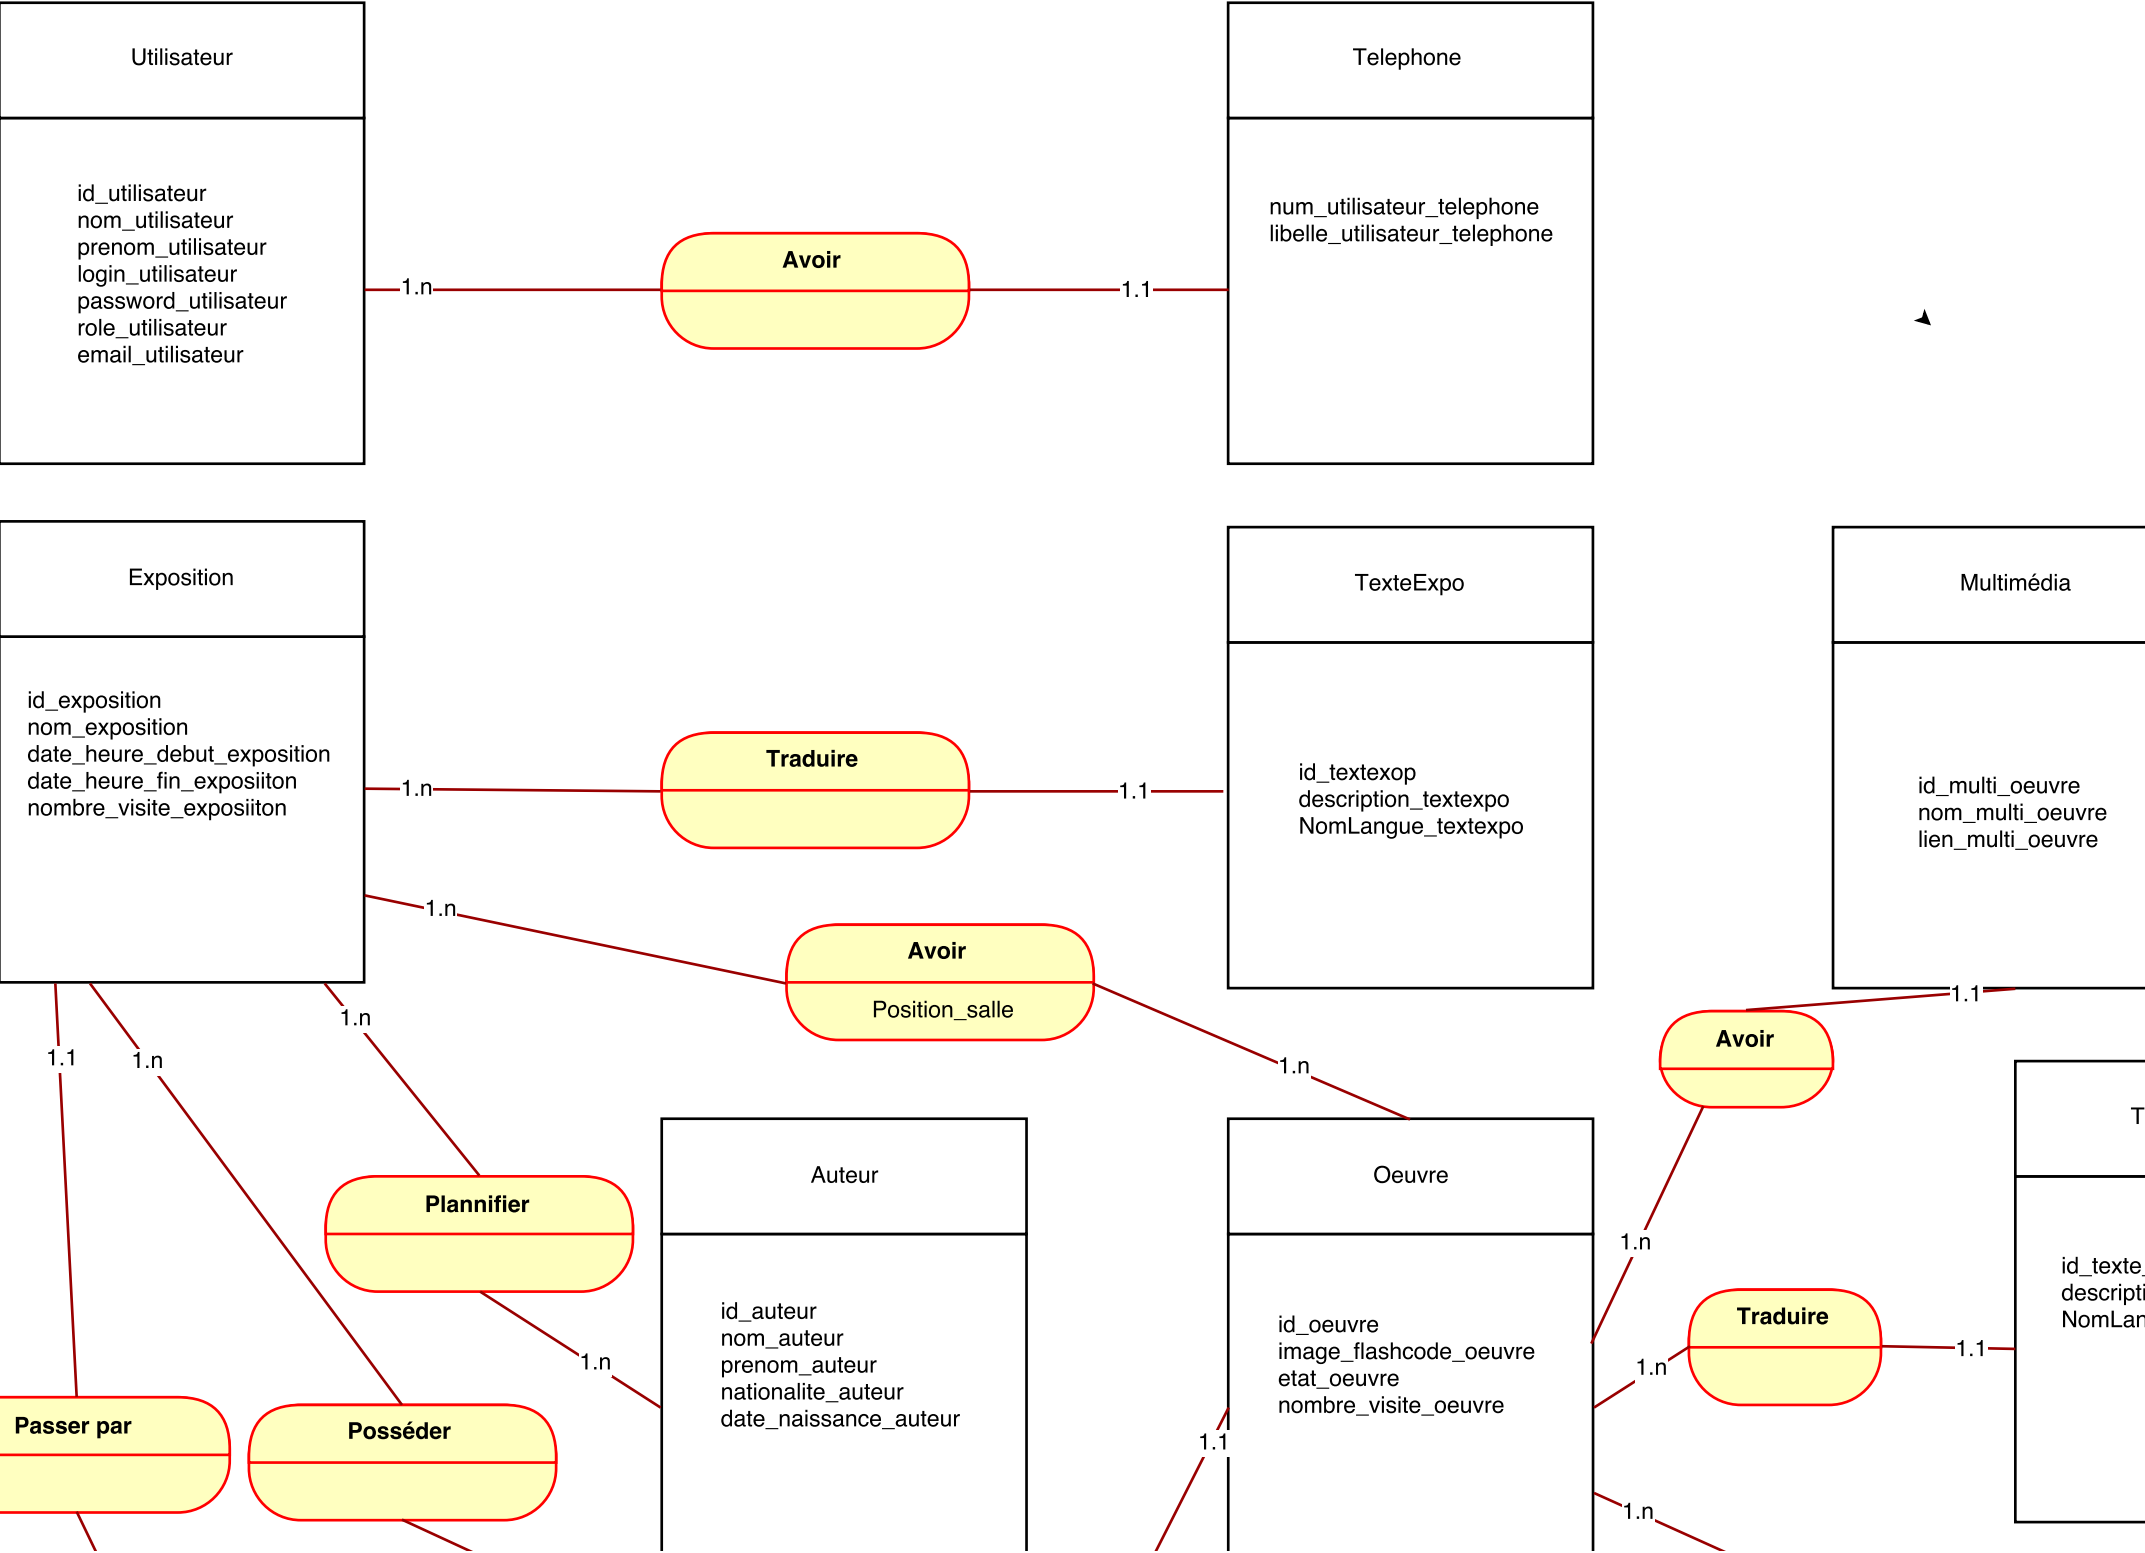 Utilisateur
id_utilisateur
nom_utilisateur
prenom_utilisateur
login_utilisateur
password_utilisateur
role_utilisateur
email_utilisateur
1.n
Avoir
1.1
Telephone
num_utilisateur_telephone
libelle_utilisateur_telephone
Exposition
id_exposition
nom_exposition
date_heure_debut_exposition
date_heure_fin_exposiiton
nombre_visite_exposiiton
1.n
Traduire
1.1
TexteExpo
id_textexop
description_textexpo
NomLangue_textexpo
Multimédia
id_multi_oeuvre
nom_multi_oeuvre
lien_multi_oeuvre
1.n
Avoir
Position_salle
1.n
1.1
Avoir
1.n
1.1
1.n
1.n
Plannifier
1.n
Passer par
Posséder
Auteur
id_auteur
nom_auteur
prenom_auteur
nationalite_auteur
date_naissance_auteur
Oeuvre
id_oeuvre
image_flashcode_oeuvre
etat_oeuvre
nombre_visite_oeuvre
1.1
1.n
Traduire
1.1
1.n
T
id_texte_
descripti
NomLan